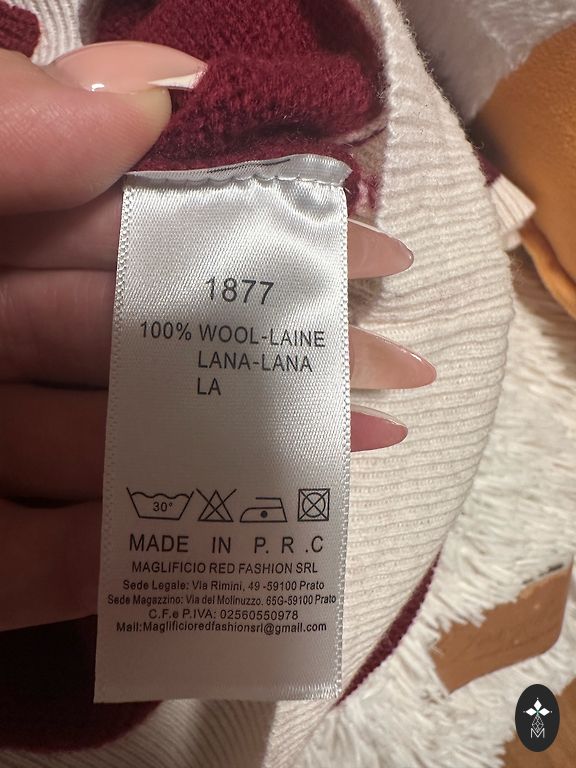 1877
100% WOOL-LAINE
LANA-LANA
LA
30°
MADE IN P. R .C
MAGLIFICIO RED FASHION SRL
Sede Legale: Via Rimini, 49 -59100 Prato
Sede Magazzino: Via del Molinuzzo. 65G-59100 Prato
C.F.e P.IVA: 02560550978
Mail:Maglificioredfashionsrl@gmail.com
M